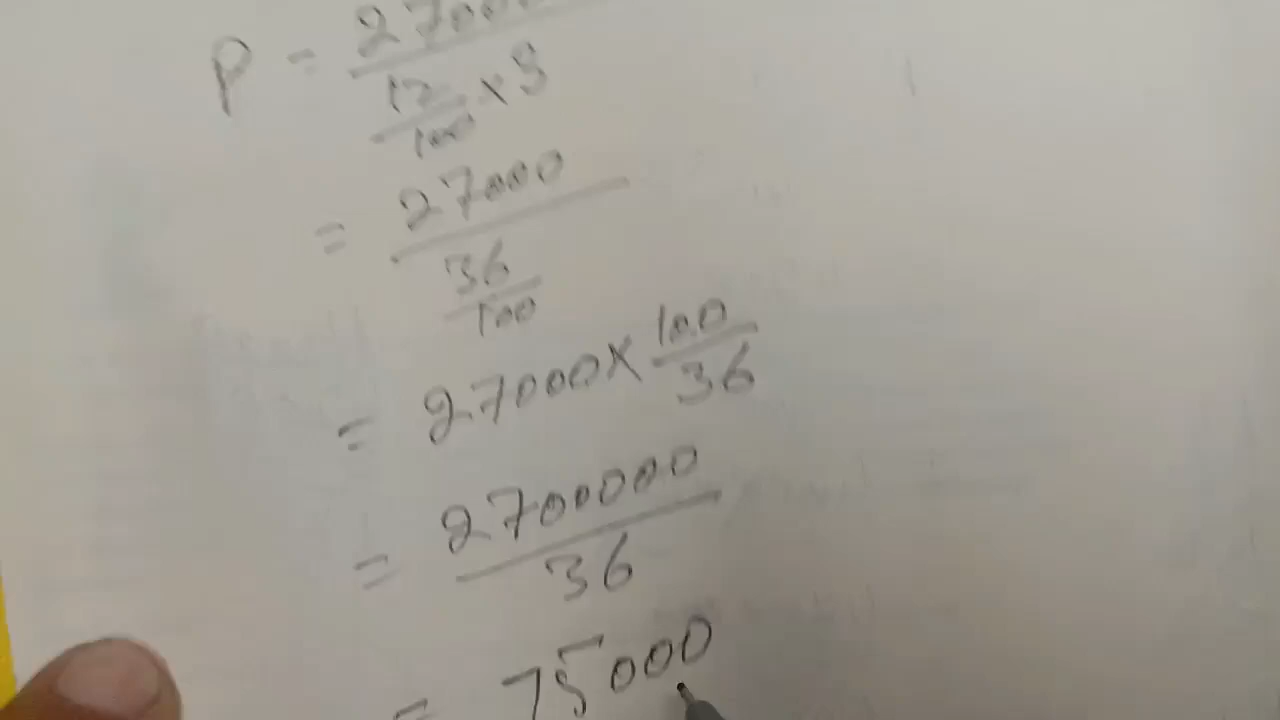 P = 27000
12/100 × 3
= 27000
36/100
= 27000 × 100/36
= 2700000/36
= 75000